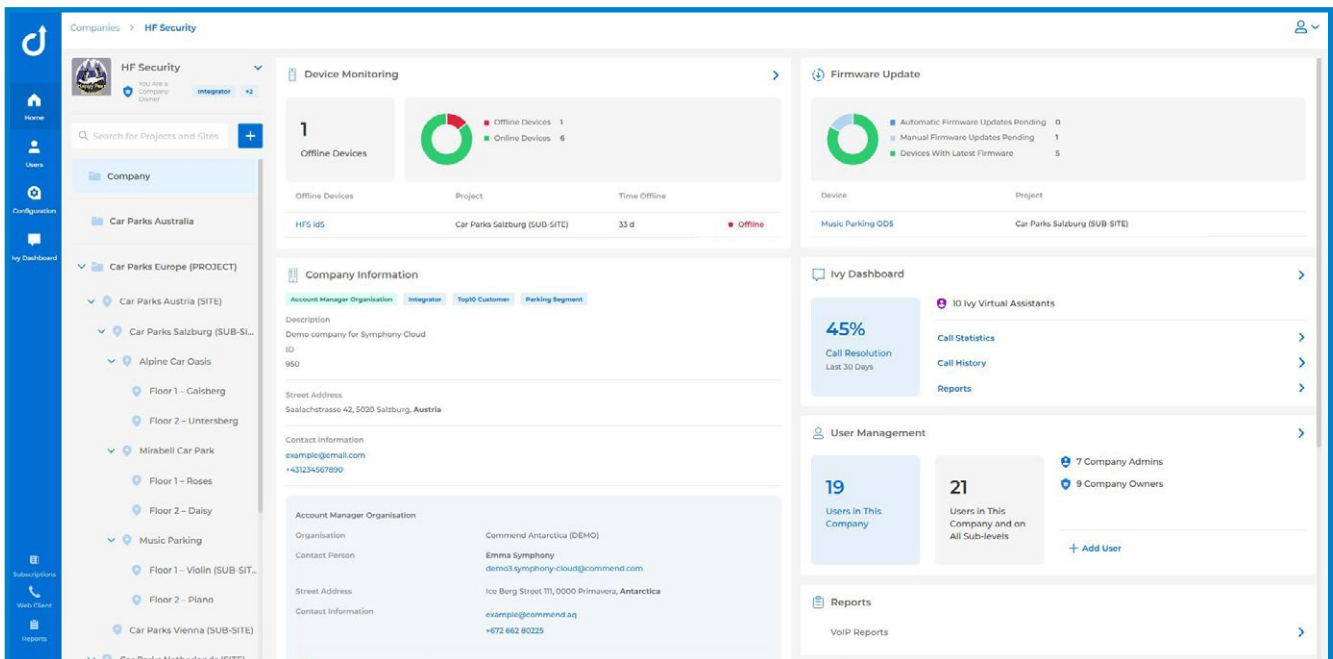 Companies > HF Security
Home
Users
Configuration
Ivy Dashboard
Subscriptions
Web Client
Reports
HF Security
You Are a
Company
Owner
Integrator +2
Search for Projects and Sites
+
Company
Car Parks Australia
Car Parks Europe (PROJECT)
Car Parks Austria (SITE)
Car Parks Salzburg (SUB-SI...
Alpine Car Oasis
Floor 1 – Gaisberg
Floor 2 – Untersberg
Mirabell Car Park
Floor 1 – Roses
Floor 2 – Daisy
Music Parking
Floor 1 – Violin (SUB-SIT...
Floor 2 – Piano
Car Parks Vienna (SUB-SITE)
Car Parks Netherlands (SITE)
Device Monitoring
1
Offline Devices
Offline Devices 1
Online Devices 6
Offline Devices Project Time Offline
HFS id5 Car Parks Salzburg (SUB-SITE) 33 d Offline
Company Information
Account Manager Organisation Integrator Top10 Customer Parking Segment
Description
Demo company for Symphony Cloud
ID
950
Street Address
Saalachstrasse 42, 5020 Salzburg, Austria
Contact Information
example@email.com
+431234567890
Account Manager Organisation
Organisation Commend Antarctica (DEMO)
Contact Person Emma Symphony
demo3.symphony-cloud@commend.com
Street Address Ice Berg Street 111, 0000 Primavera, Antarctica
Contact Information example@commend.aq
+672 662 80225
Firmware Update
Automatic Firmware Updates Pending 0
Manual Firmware Updates Pending 1
Devices With Latest Firmware 5
Device Project
Music Parking OD5 Car Parks Salzburg (SUB-SITE)
Ivy Dashboard
45%
Call Resolution
Last 30 Days
10 Ivy Virtual Assistants
Call Statistics
Call History
Reports
User Management
19
Users in This
Company
21
Users in This
Company and on
All Sub-levels
7 Company Admins
9 Company Owners
+ Add User
Reports
VoIP Reports